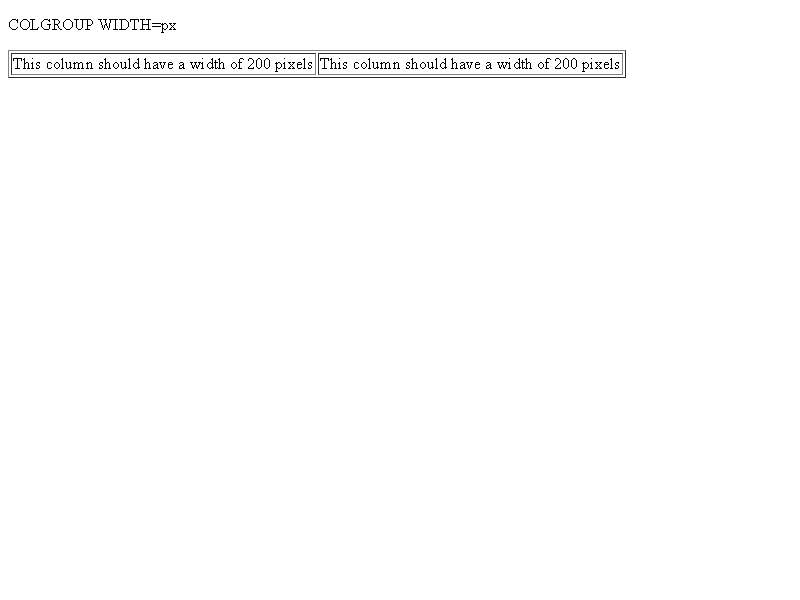 COLGROUP WIDTH=px
This column should have a width of 200 pixels This column should have a width of 200 pixels